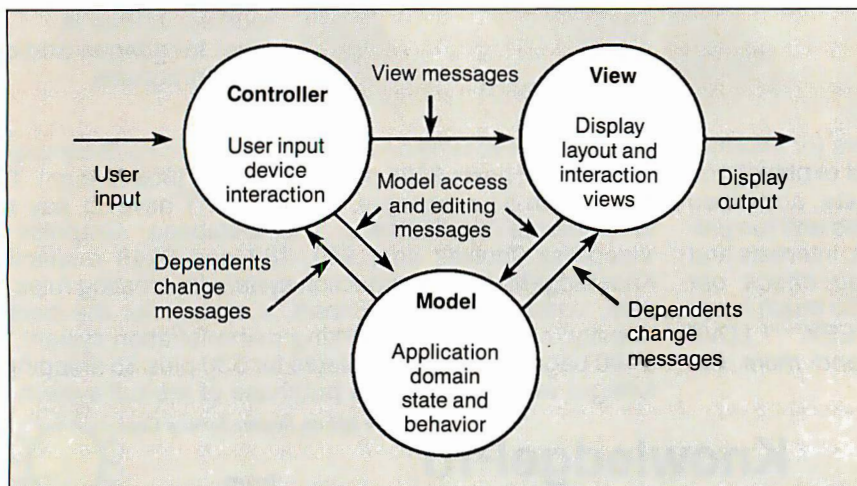 View messages
Controller
User input
device
interaction
View
Display
layout and
interaction
views
User
input
Display
output
Model access
and editing
messages
Dependents
change
messages
Dependents
change
messages
Model
Application
domain
state and
behavior